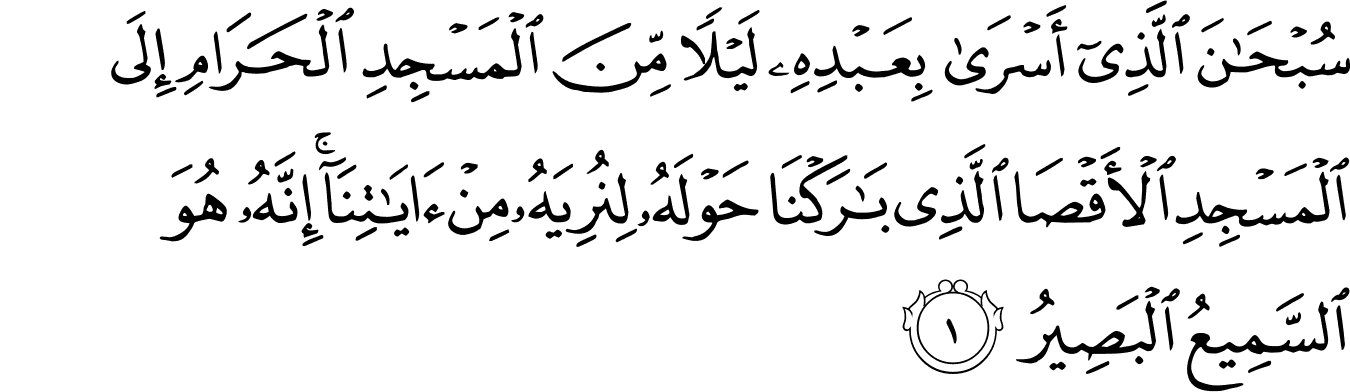 سُبْحَـٰنَ ٱلَّذِىٓ أَسْرَىٰ بِعَبْدِهِۦ لَيْلًا مِّنَ ٱلْمَسْجِدِ ٱلْحَرَامِ إِلَى
ٱلْمَسْجِدِ ٱلْأَقْصَا ٱلَّذِى بَـٰرَكْنَا حَوْلَهُۥ لِنُرِيَهُۥ مِنْ ءَايَـٰتِنَآ ۚ إِنَّهُۥ هُوَ
ٱلسَّمِيعُ ٱلْبَصِيرُ ١